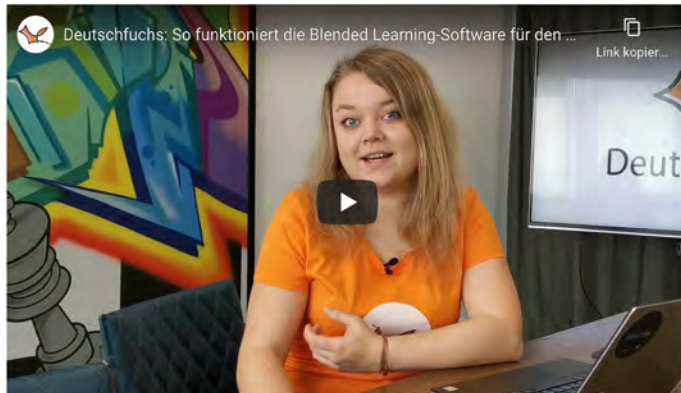 Deutschfuchs: So funktioniert die Blended Learning-Software für den ...
Link kopier...
Deut